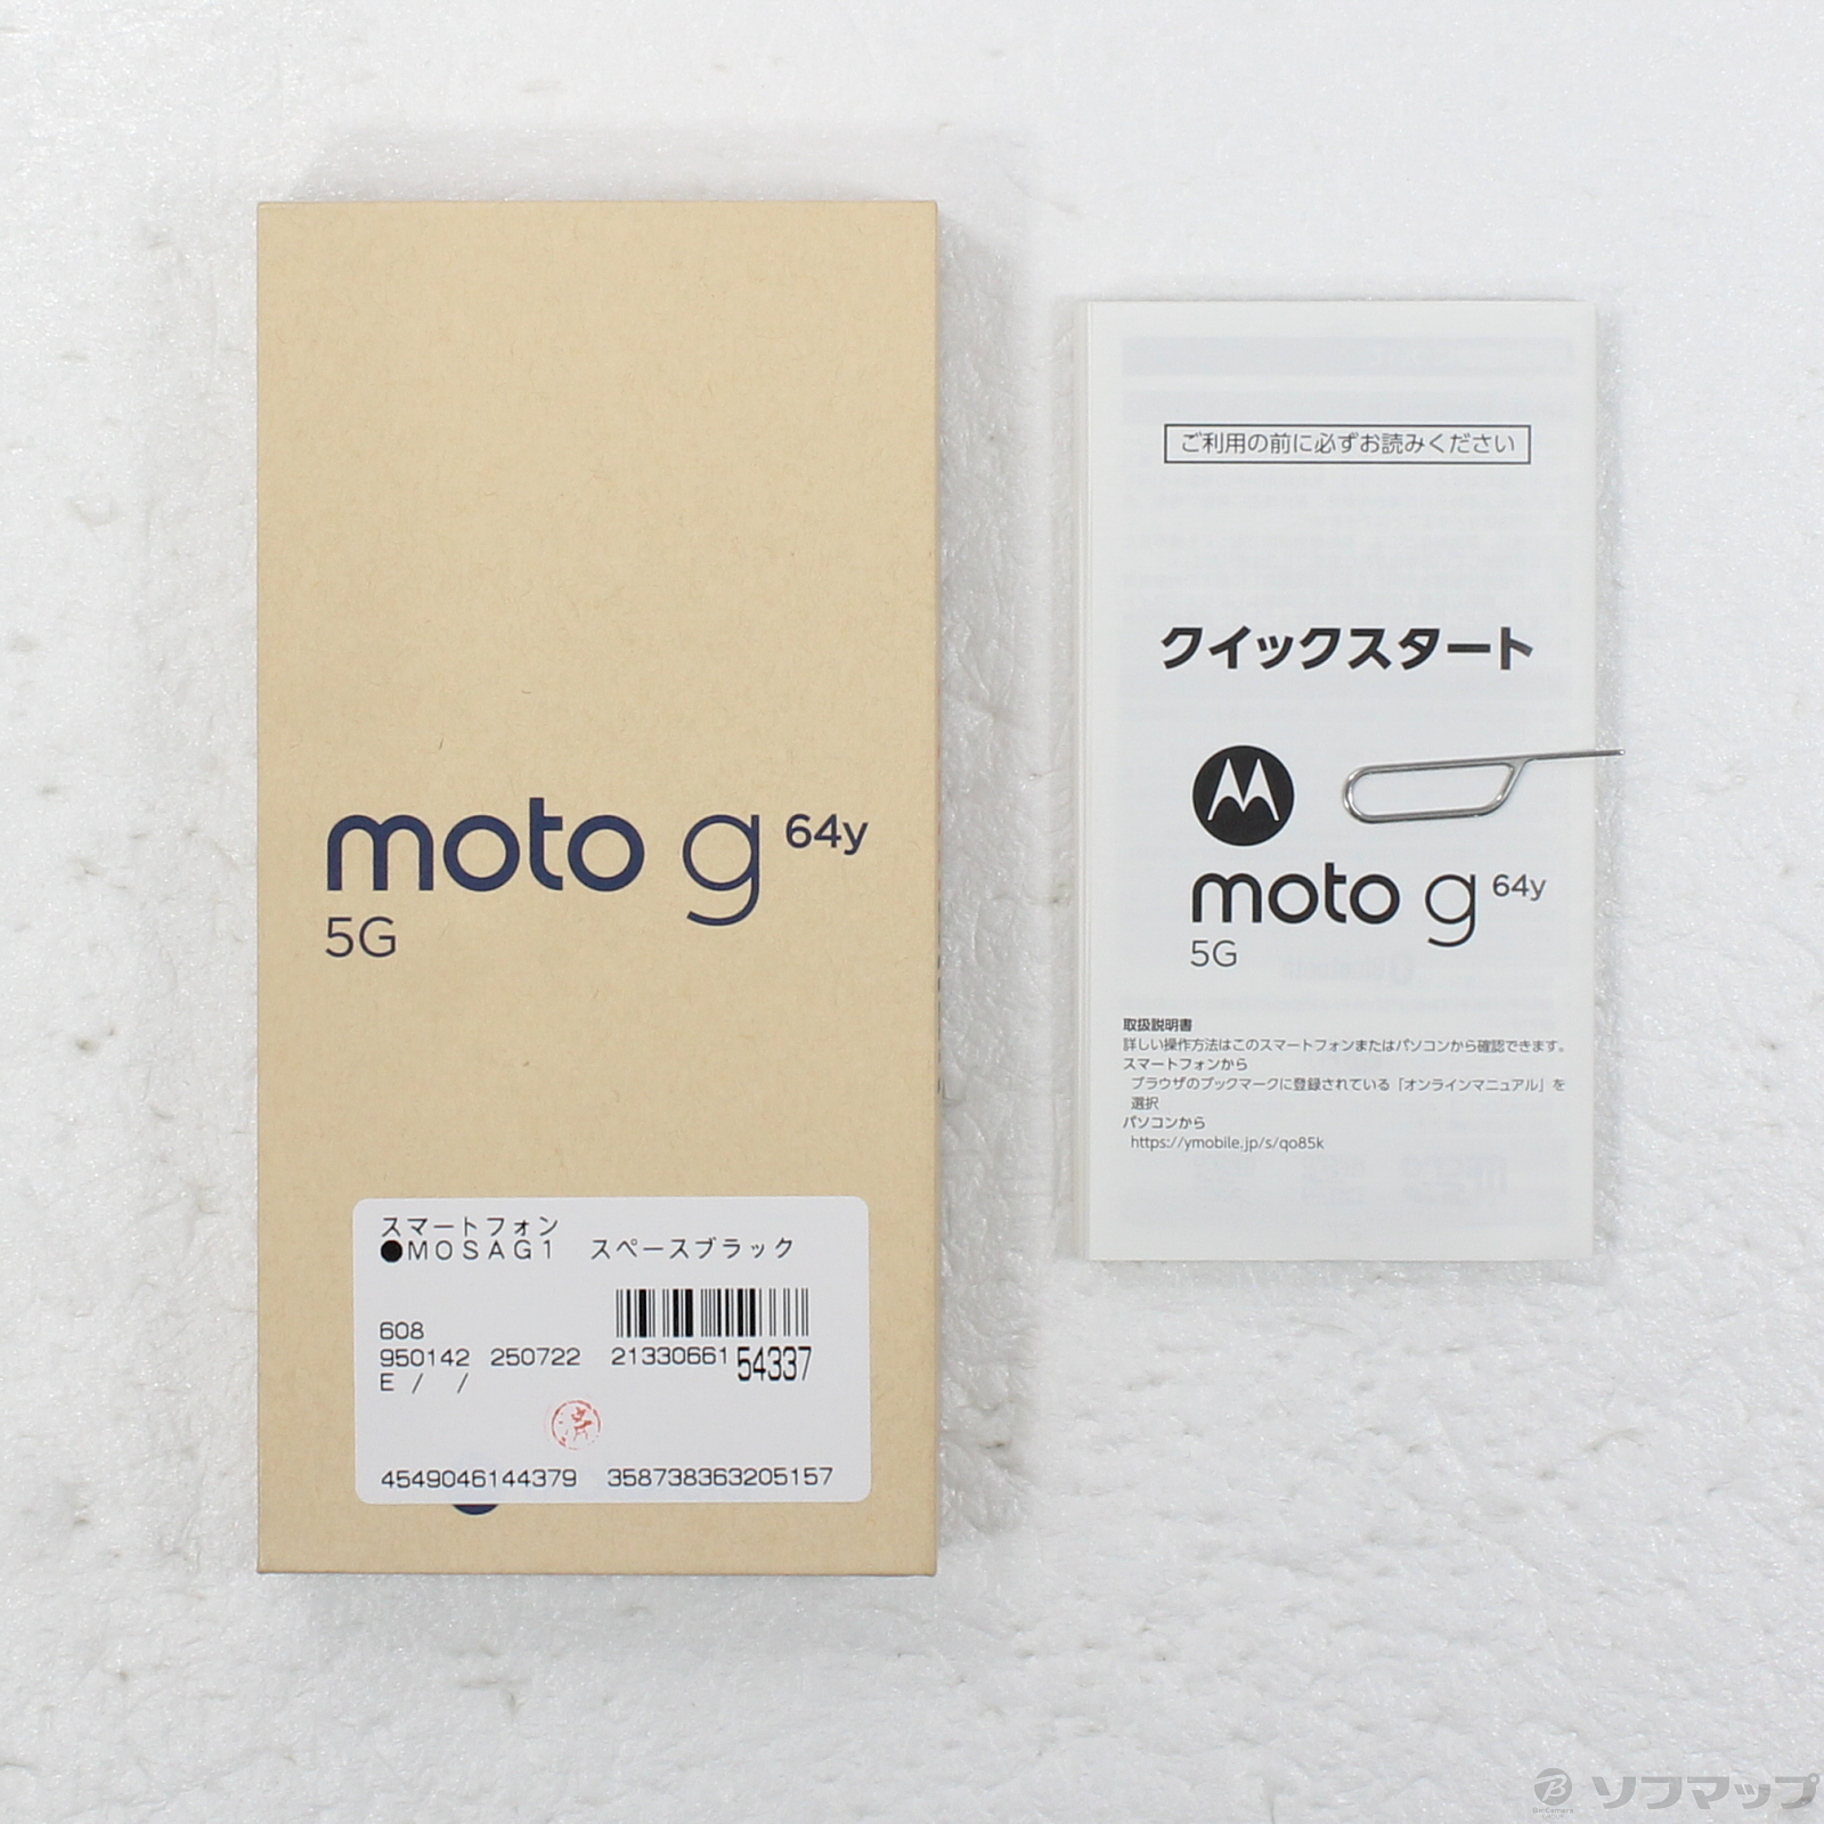 moto g 64y
5G
スマートフォン
●MOSAG1 スペースブラック
608
950142 250722 21330661 54337
E / /
4549046144379 358738363205157
ご利用の前に必ずお読みください
クイックスタート
moto g 64y
5G
取扱説明書
詳しい操作方法はこのスマートフォンまたはパソコンから確認できます。
スマートフォンから
ブラウザのブックマークに登録されている「オンラインマニュアル」を
選択
パソコンから
https://ymobile.jp/s/qo85k
ソフマップ